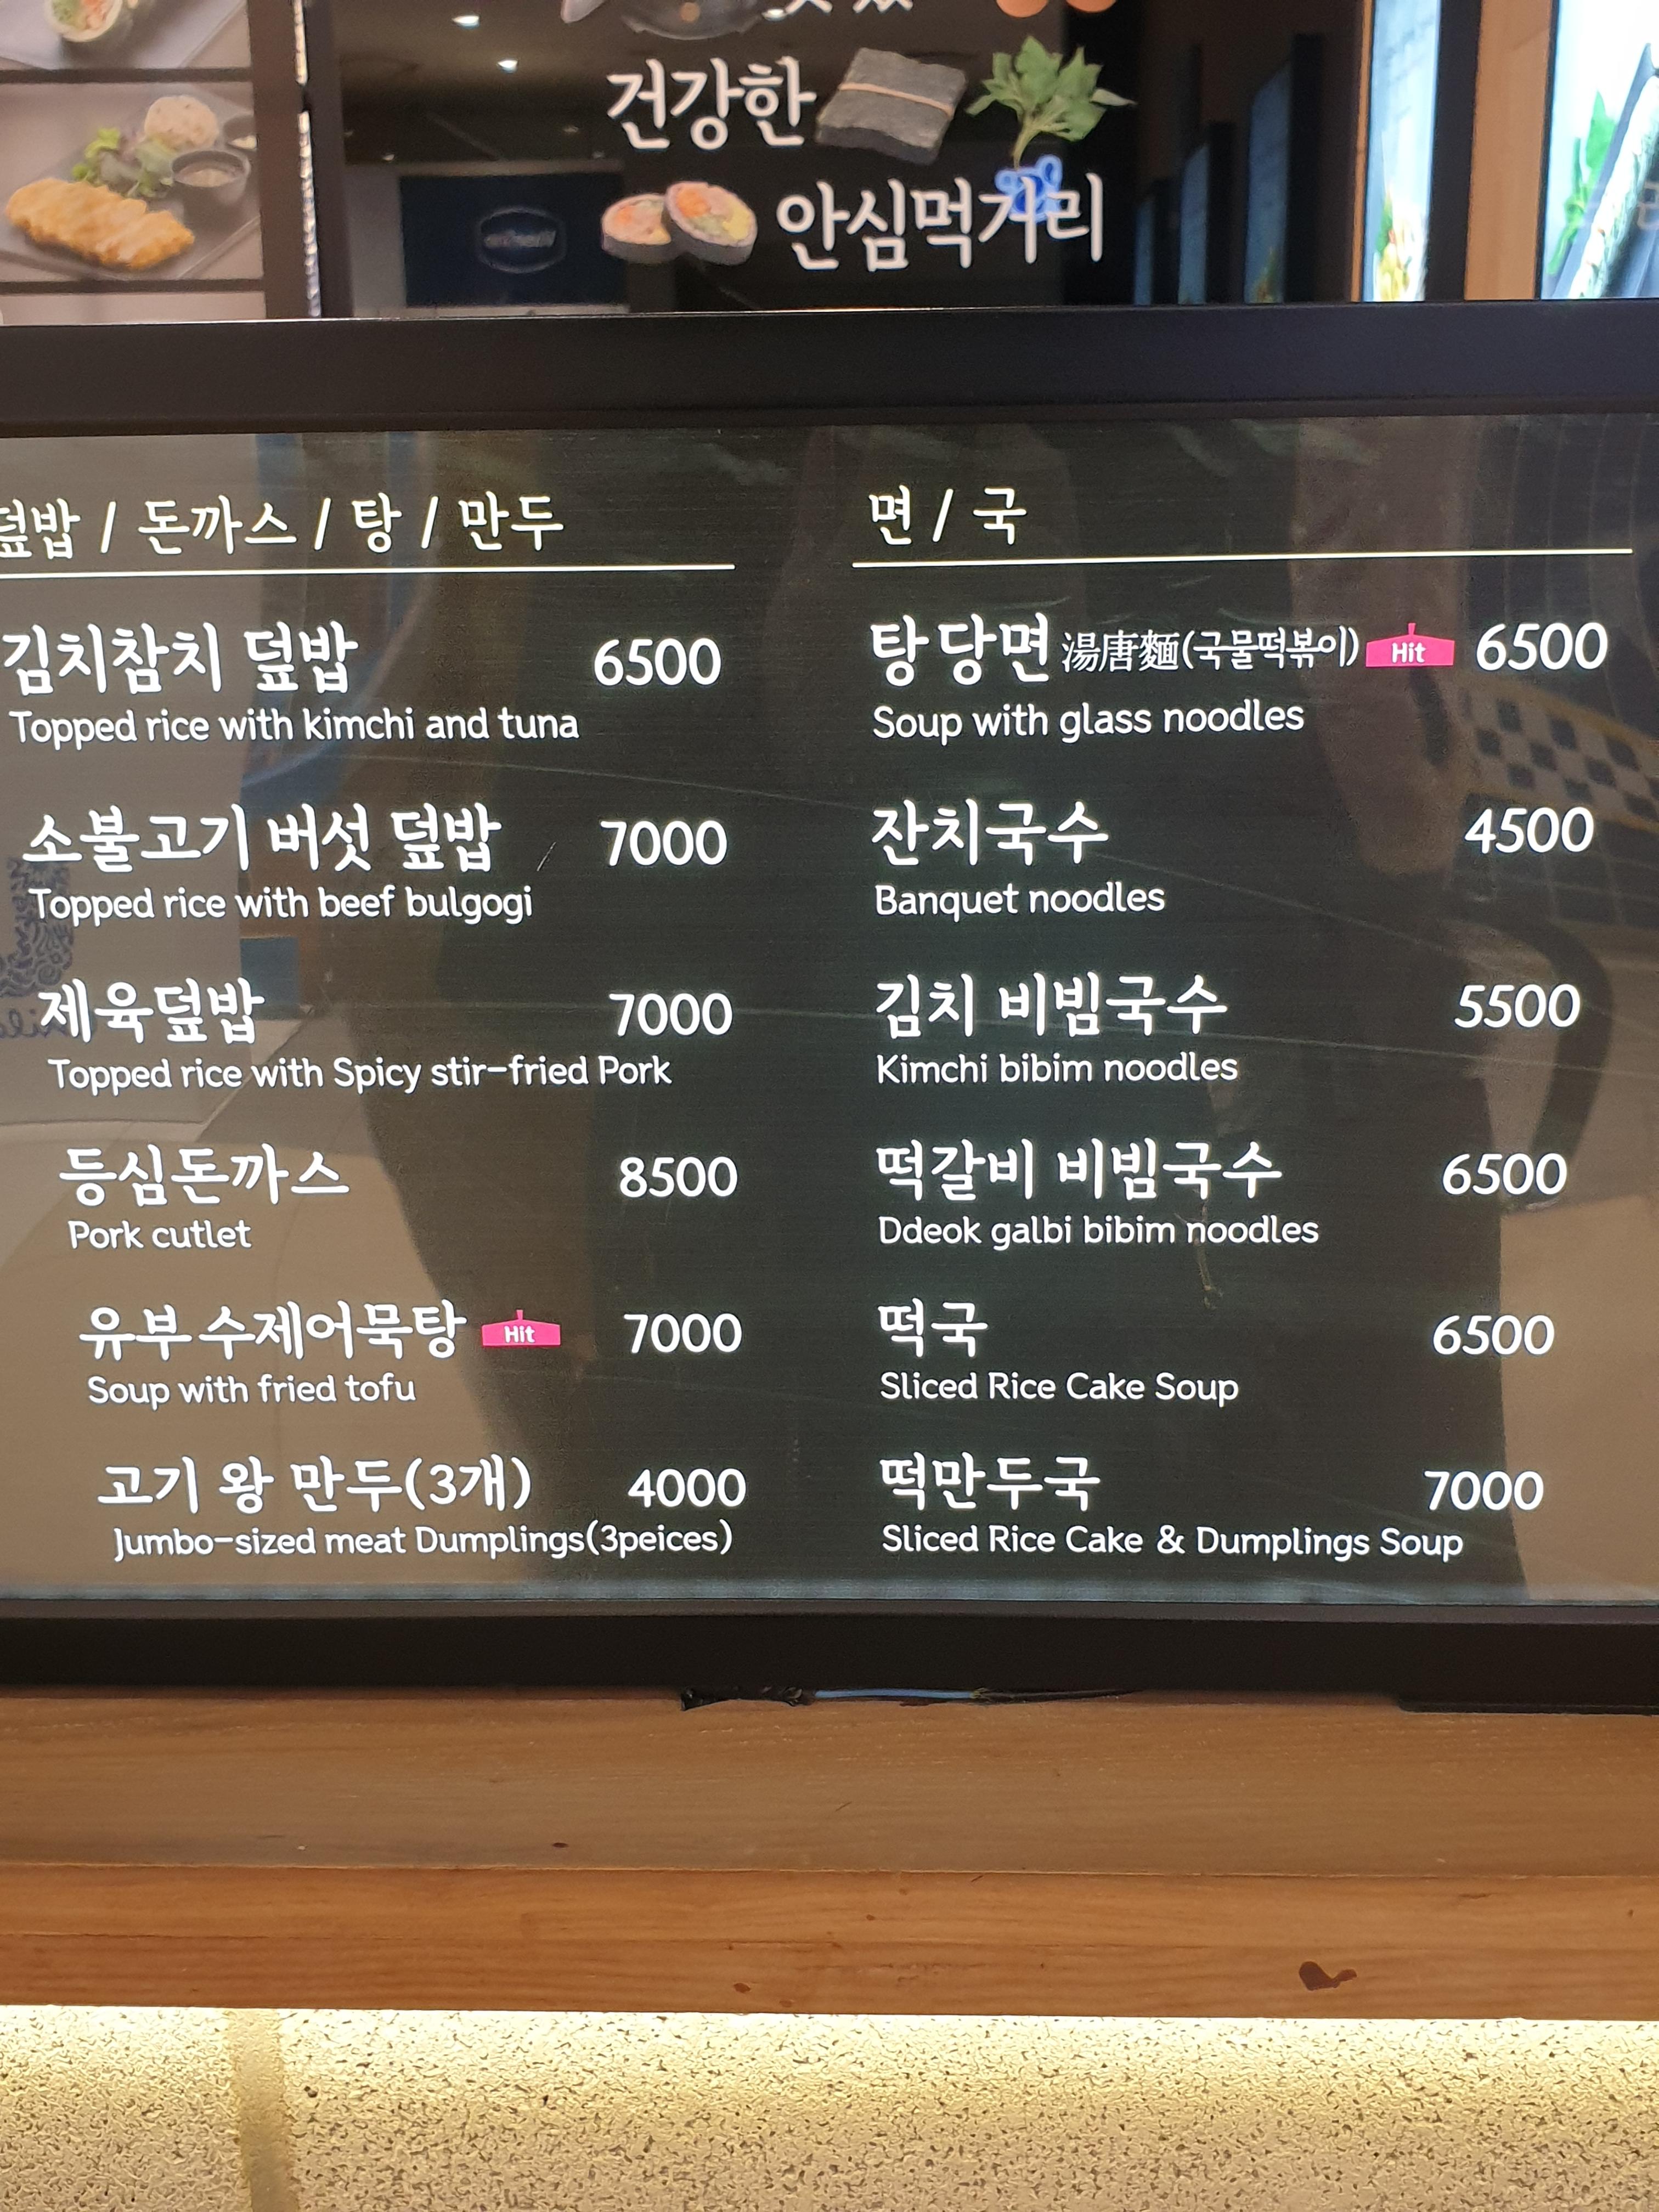 건강한
안심먹거리
덮밥 / 돈까스 / 탕 / 만두
김치참치 덮밥 6500
Topped rice with kimchi and tuna
소불고기 버섯 덮밥 7000
Topped rice with beef bulgogi
제육덮밥 7000
Topped rice with Spicy stir-fried Pork
등심돈까스 8500
Pork cutlet
유부 수제어묵탕 Hit 7000
Soup with fried tofu
고기 왕 만두(3개) 4000
Jumbo-sized meat Dumplings(3peices)
면 / 국
탕당면 湯唐麵(국물떡볶이) Hit 6500
Soup with glass noodles
잔치국수 4500
Banquet noodles
김치 비빔국수 5500
Kimchi bibim noodles
떡갈비 비빔국수 6500
Ddeok galbi bibim noodles
떡국 6500
Sliced Rice Cake Soup
떡만두국 7000
Sliced Rice Cake & Dumplings Soup